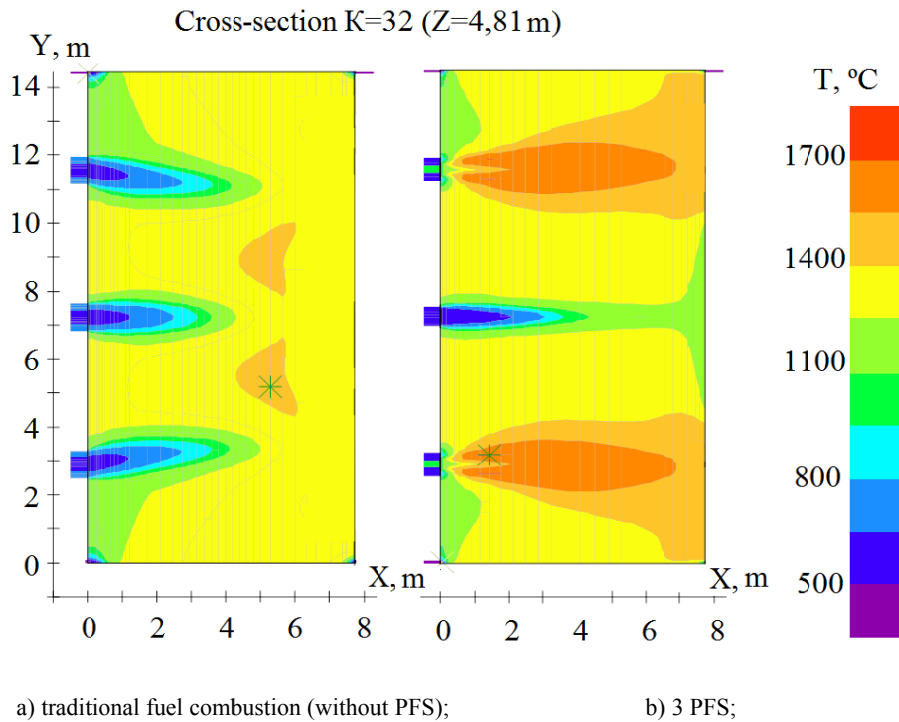 Cross-section K=32 (Z=4,81 m)
Y, m
T, ºC
14
12
10
8
6
4
2
0
X, m
X, m
0 2 4 6 8
0 2 4 6 8
1700
1400
1100
800
500
a) traditional fuel combustion (without PFS);
b) 3 PFS;